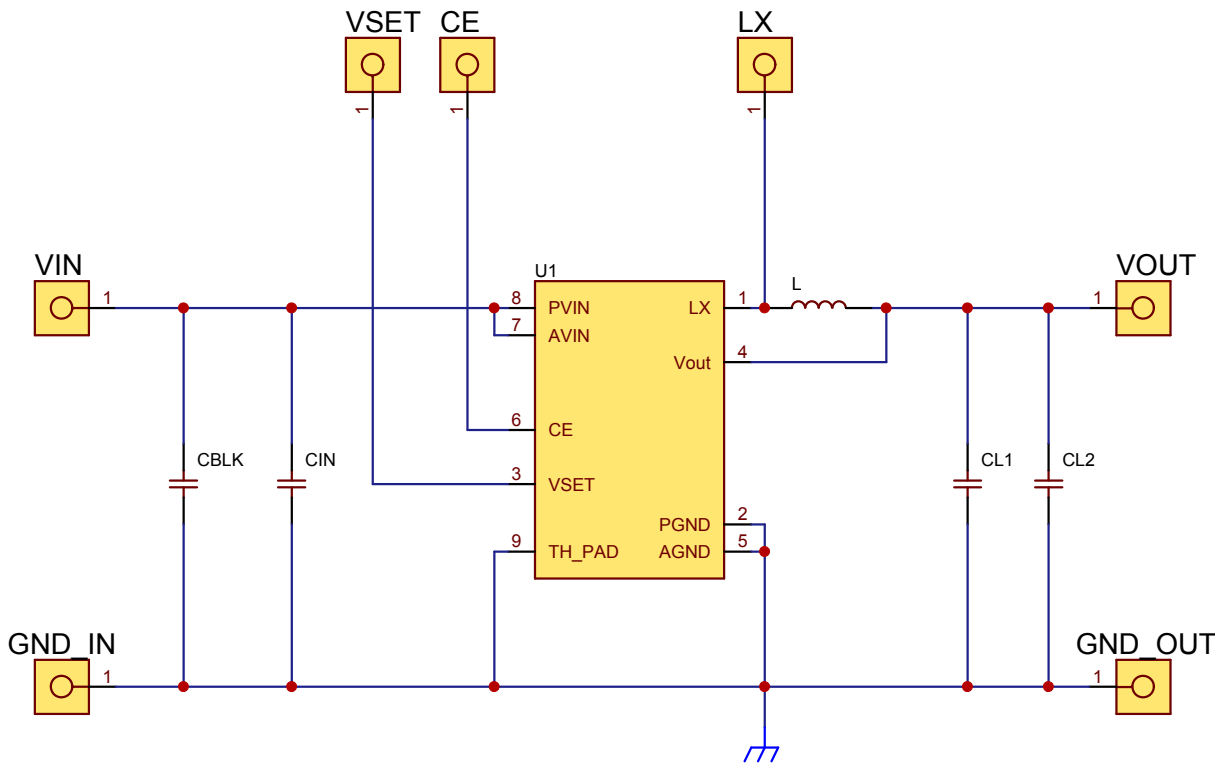 VSET CE LX
1 1 1
VIN U1 L VOUT
1 8 PVIN LX 1 1
7 AVIN
Vout 4
6 CE
CBLK CIN CL1 CL2
3 VSET
PGND 2
9 TH_PAD AGND 5
GND_IN GND_OUT
1 1